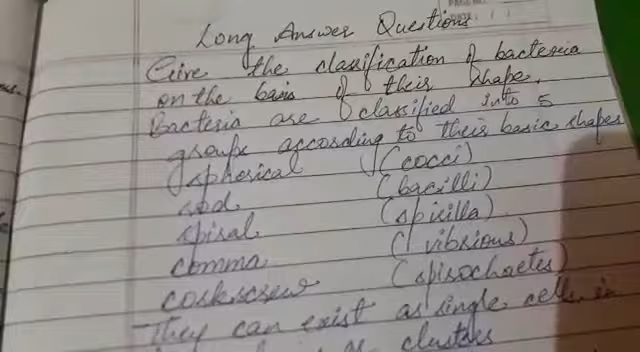 Long Answer Questions
Give the classification of bacteria
on the basis of their shape.
Bacteria are classified into 5
groups according to their basic shapes
spherical (cocci)
rod (bacilli)
spiral (spirilla)
comma (vibrious)
corkscrew (spirochaetes)
They can exist as single cells in
as clusters